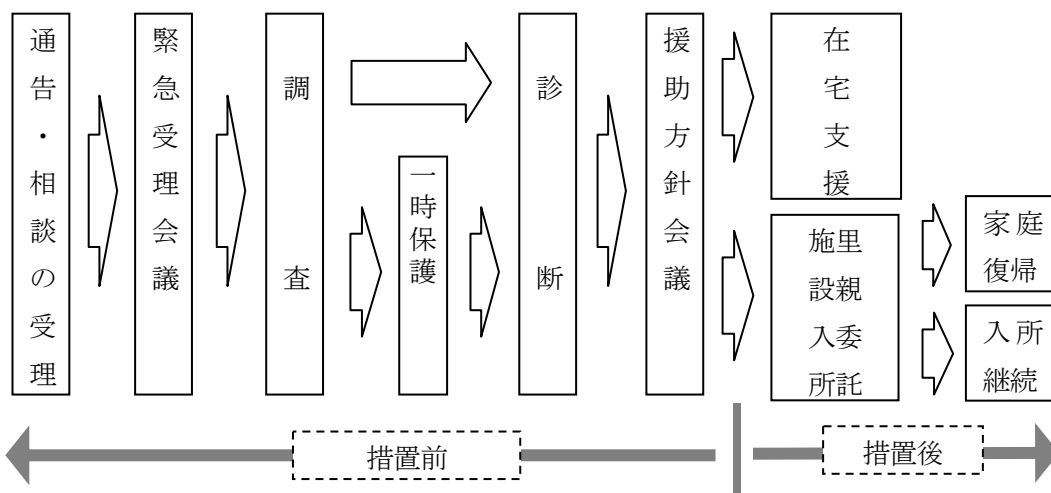 通告・相談の受理
緊急受理会議
調査
一時保護
診断
援助方針会議
在宅支援
里親委託
施設入所
家庭
復帰
入所
継続
措置前
措置後